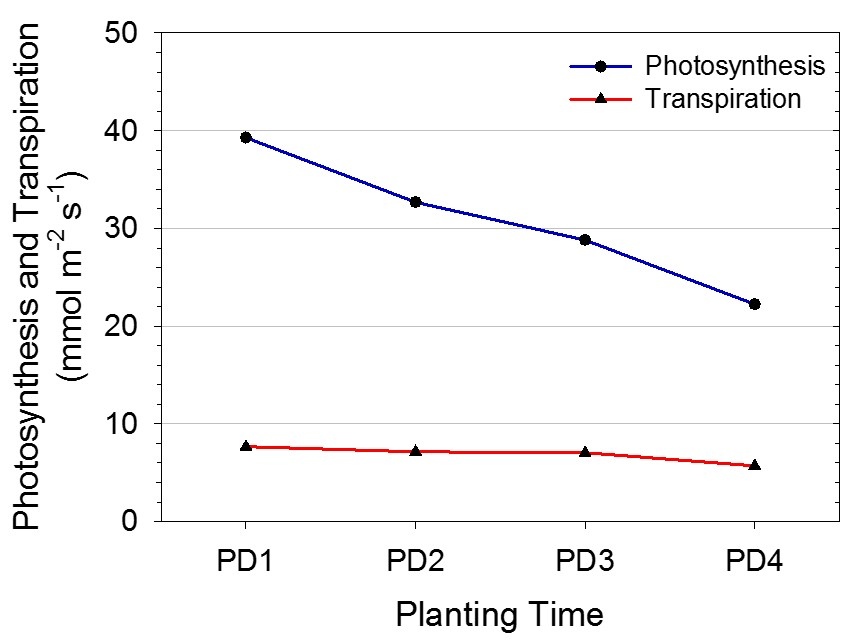 Photosynthesis and Transpiration
(mmol m⁻² s⁻¹)
50
40
30
20
10
0
Photosynthesis
Transpiration
PD1 PD2 PD3 PD4
Planting Time